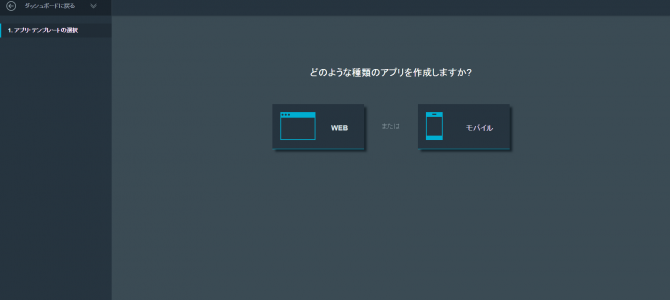 ダッシュボードに戻る
1. アプリ・テンプレートの選択
どのような種類のアプリを作成しますか?
WEB
または
モバイル